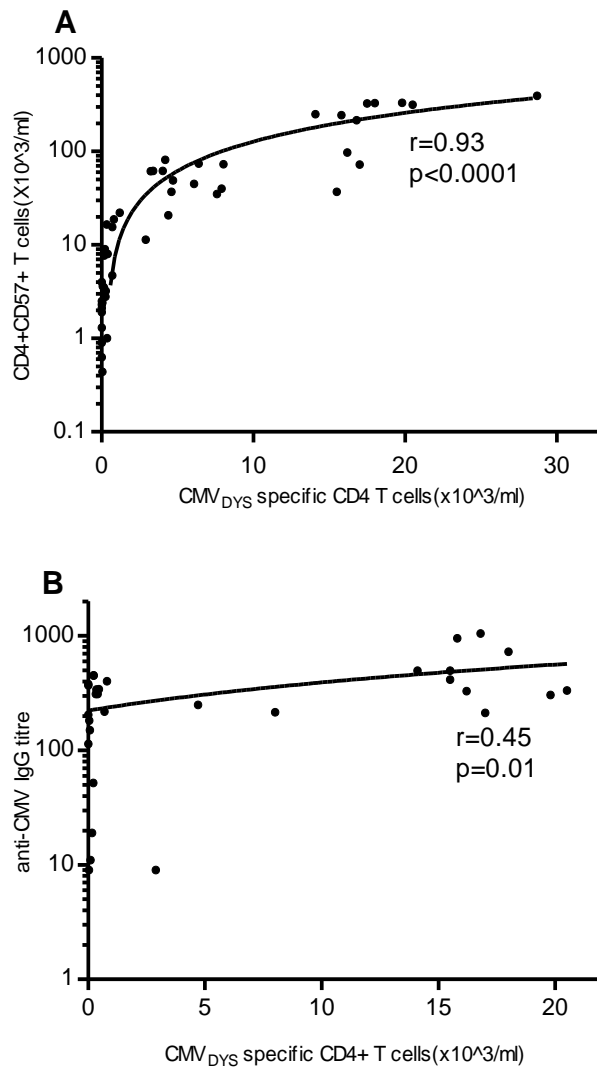 A
1000
100
10
1
0.1
CD4+CD57+ T cells(X10^3/ml)
r=0.93
p<0.0001
0 10 20 30
CMVDYS specific CD4 T cells(x10^3/ml)
B
1000
100
10
1
anti-CMV IgG titre
r=0.45
p=0.01
0 5 10 15 20
CMVDYS specific CD4+ T cells(x10^3/ml)